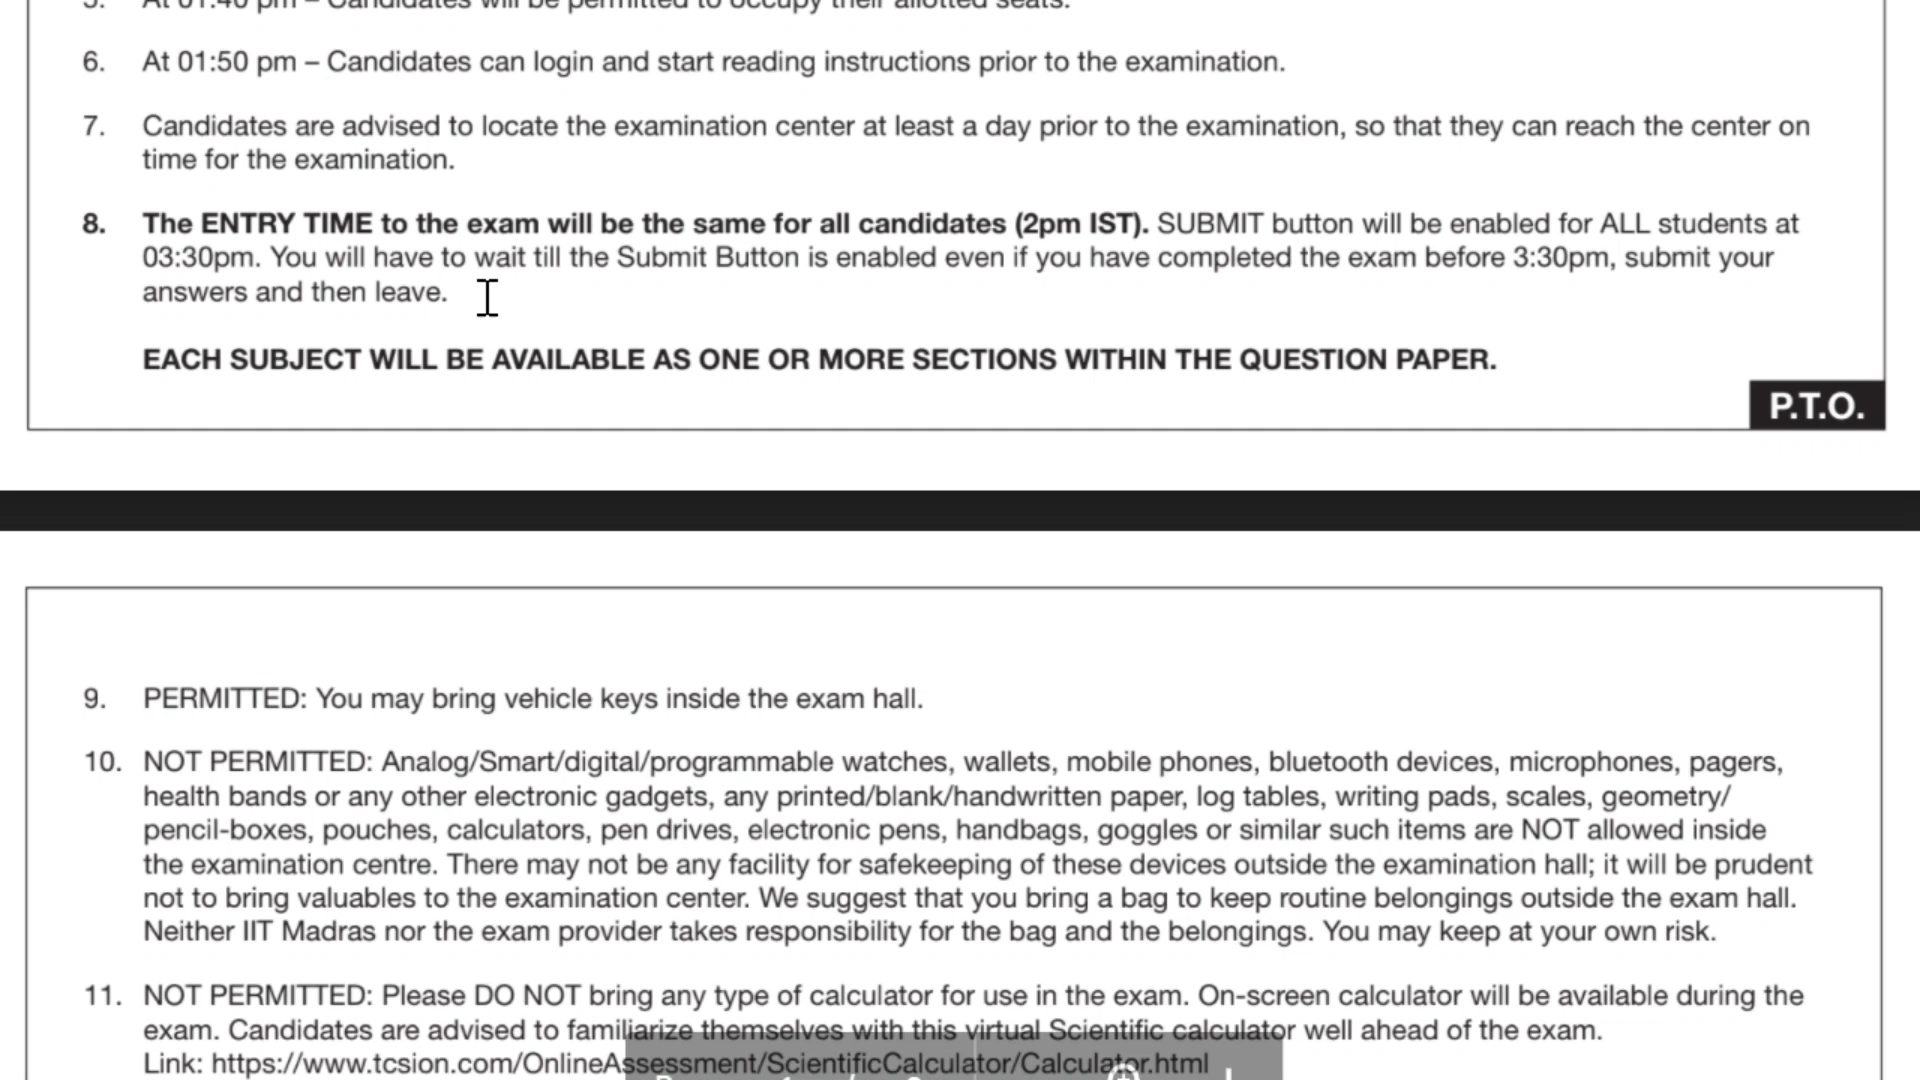 5. At 01:40 pm – Candidates will be permitted to occupy their allotted seats.
6. At 01:50 pm – Candidates can login and start reading instructions prior to the examination.
7. Candidates are advised to locate the examination center at least a day prior to the examination, so that they can reach the center on
time for the examination.
8. The ENTRY TIME to the exam will be the same for all candidates (2pm IST). SUBMIT button will be enabled for ALL students at
03:30pm. You will have to wait till the Submit Button is enabled even if you have completed the exam before 3:30pm, submit your
answers and then leave.
EACH SUBJECT WILL BE AVAILABLE AS ONE OR MORE SECTIONS WITHIN THE QUESTION PAPER.
P.T.O.
9. PERMITTED: You may bring vehicle keys inside the exam hall.
10. NOT PERMITTED: Analog/Smart/digital/programmable watches, wallets, mobile phones, bluetooth devices, microphones, pagers,
health bands or any other electronic gadgets, any printed/blank/handwritten paper, log tables, writing pads, scales, geometry/
pencil-boxes, pouches, calculators, pen drives, electronic pens, handbags, goggles or similar such items are NOT allowed inside
the examination centre. There may not be any facility for safekeeping of these devices outside the examination hall; it will be prudent
not to bring valuables to the examination center. We suggest that you bring a bag to keep routine belongings outside the exam hall.
Neither IIT Madras nor the exam provider takes responsibility for the bag and the belongings. You may keep at your own risk.
11. NOT PERMITTED: Please DO NOT bring any type of calculator for use in the exam. On-screen calculator will be available during the
exam. Candidates are advised to familiarize themselves with this virtual Scientific calculator well ahead of the exam.
Link: https://www.tcsion.com/OnlineAssessment/ScientificCalculator/Calculator.html